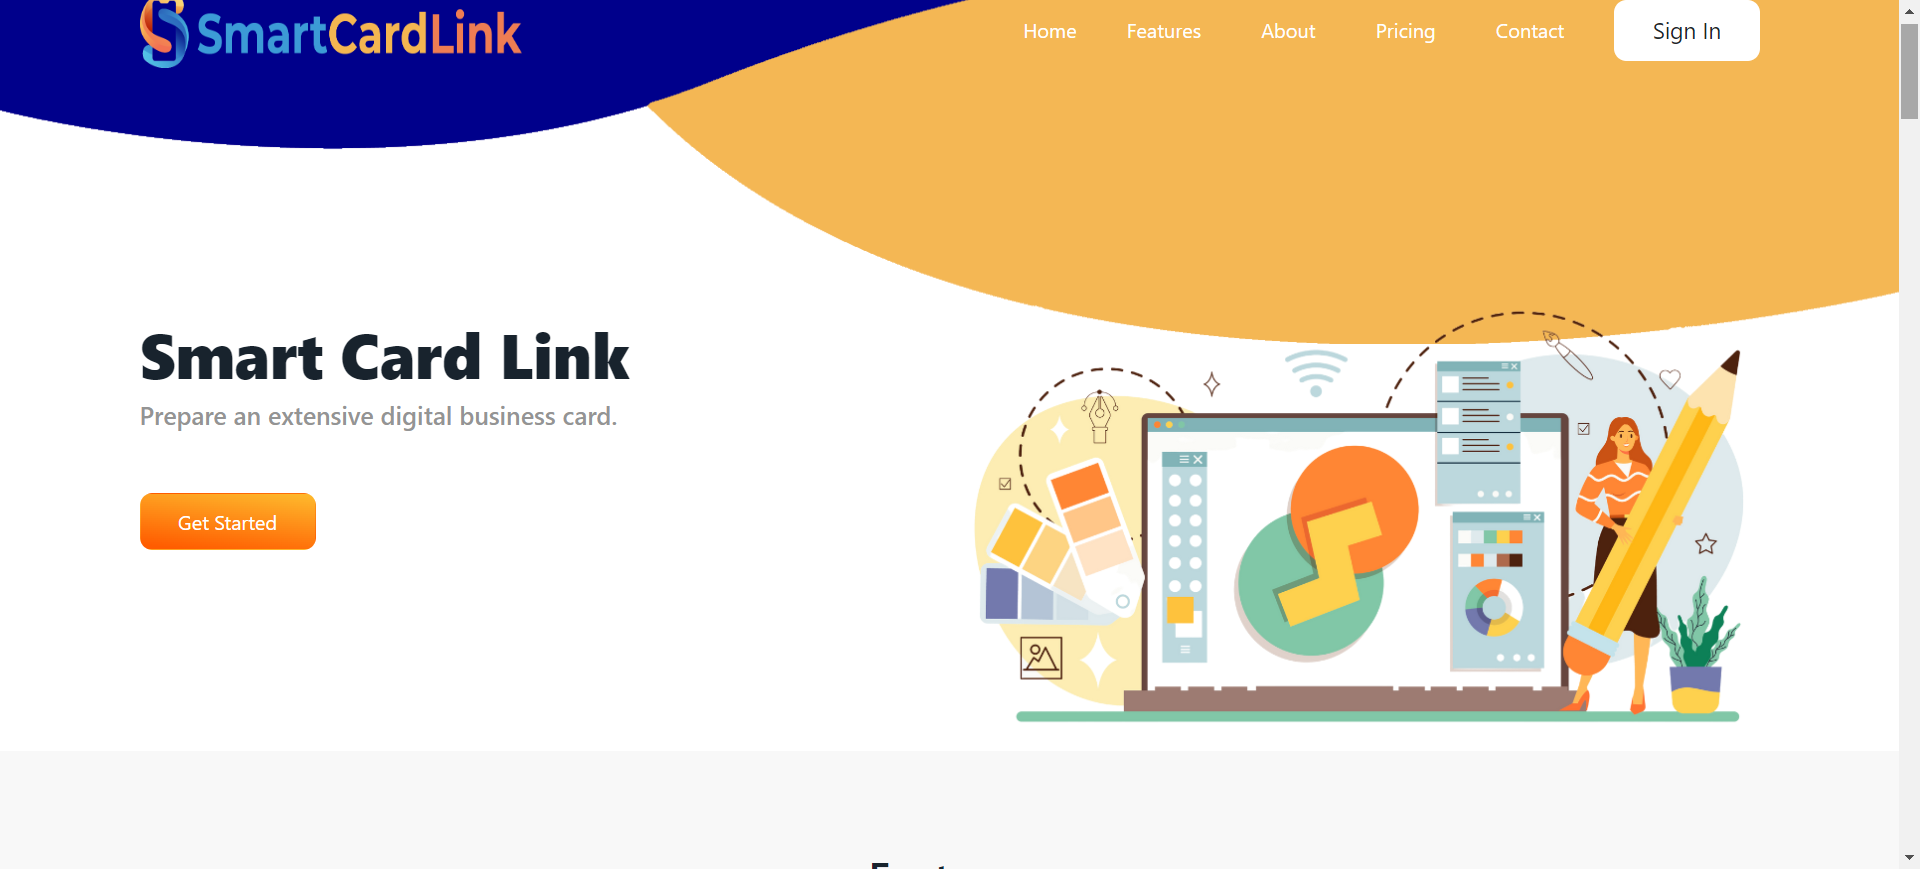 SmartCardLink
Home Features About Pricing Contact Sign In
Smart Card Link
Prepare an extensive digital business card.
Get Started